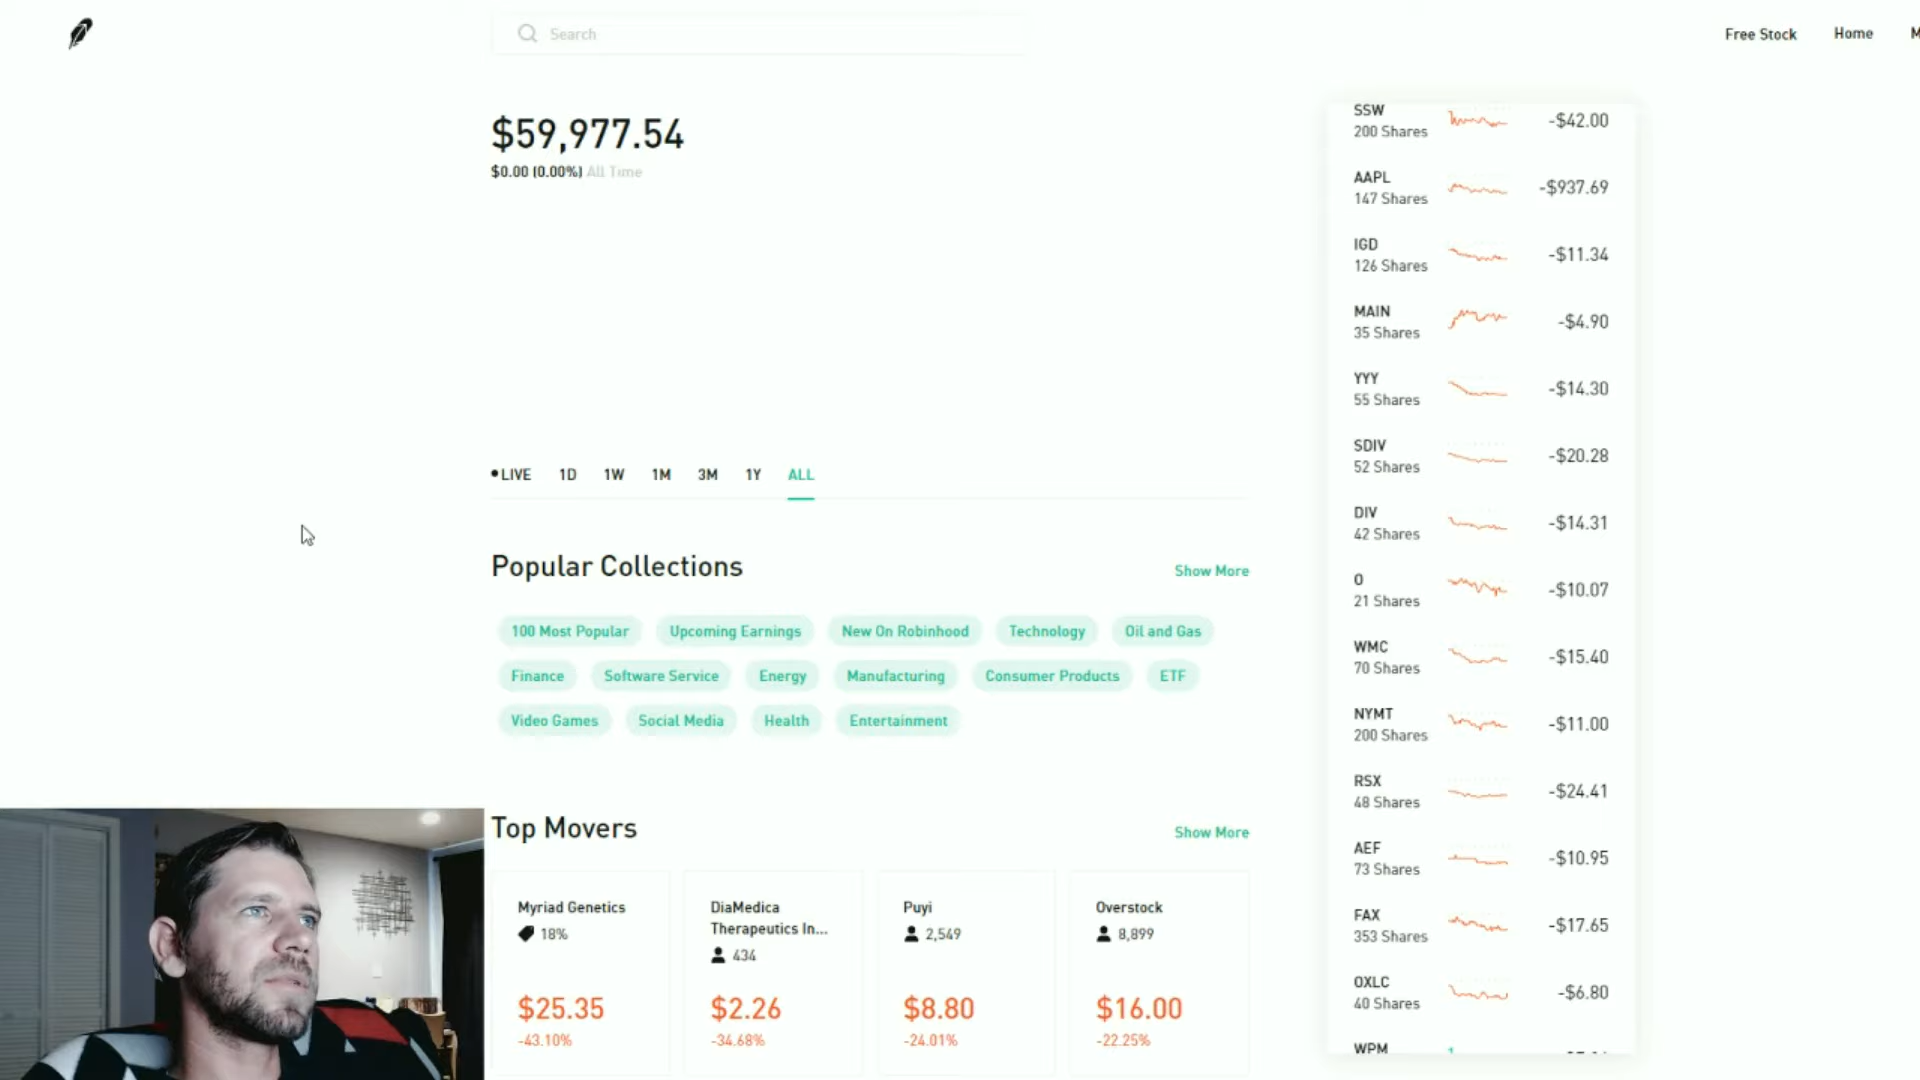 Search
Free Stock Home M
$59,977.54
$0.00 (0.00%) All Time
LIVE 1D 1W 1M 3M 1Y ALL
Popular Collections
Show More
100 Most Popular Upcoming Earnings New On Robinhood Technology Oil and Gas
Finance Software Service Energy Manufacturing Consumer Products ETF
Video Games Social Media Health Entertainment
Top Movers
Show More
Myriad Genetics
18%
$25.35
-43.10%
DiaMedica
Therapeutics In...
434
$2.26
-34.68%
Puyi
2,549
$8.80
-24.01%
Overstock
8,899
$16.00
-22.25%
SSW
200 Shares
-$42.00
AAPL
147 Shares
-$937.69
IGD
126 Shares
-$11.34
MAIN
35 Shares
-$4.90
YYY
55 Shares
-$14.30
SDIV
52 Shares
-$20.28
DIV
42 Shares
-$14.31
O
21 Shares
-$10.07
WMC
70 Shares
-$15.40
NYMT
200 Shares
-$11.00
RSX
48 Shares
-$24.41
AEF
73 Shares
-$10.95
FAX
353 Shares
-$17.65
OXLC
40 Shares
-$6.80
WPM